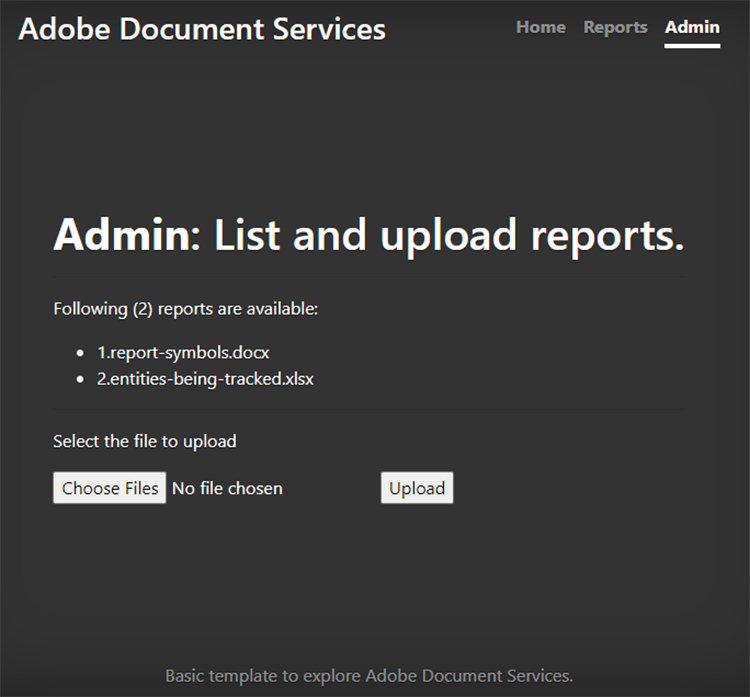 Adobe Document Services
Home Reports Admin
Admin: List and upload reports.
Following (2) reports are available:
1.report-symbols.docx
2.entities-being-tracked.xlsx
Select the file to upload
Choose Files No file chosen Upload
Basic template to explore Adobe Document Services.